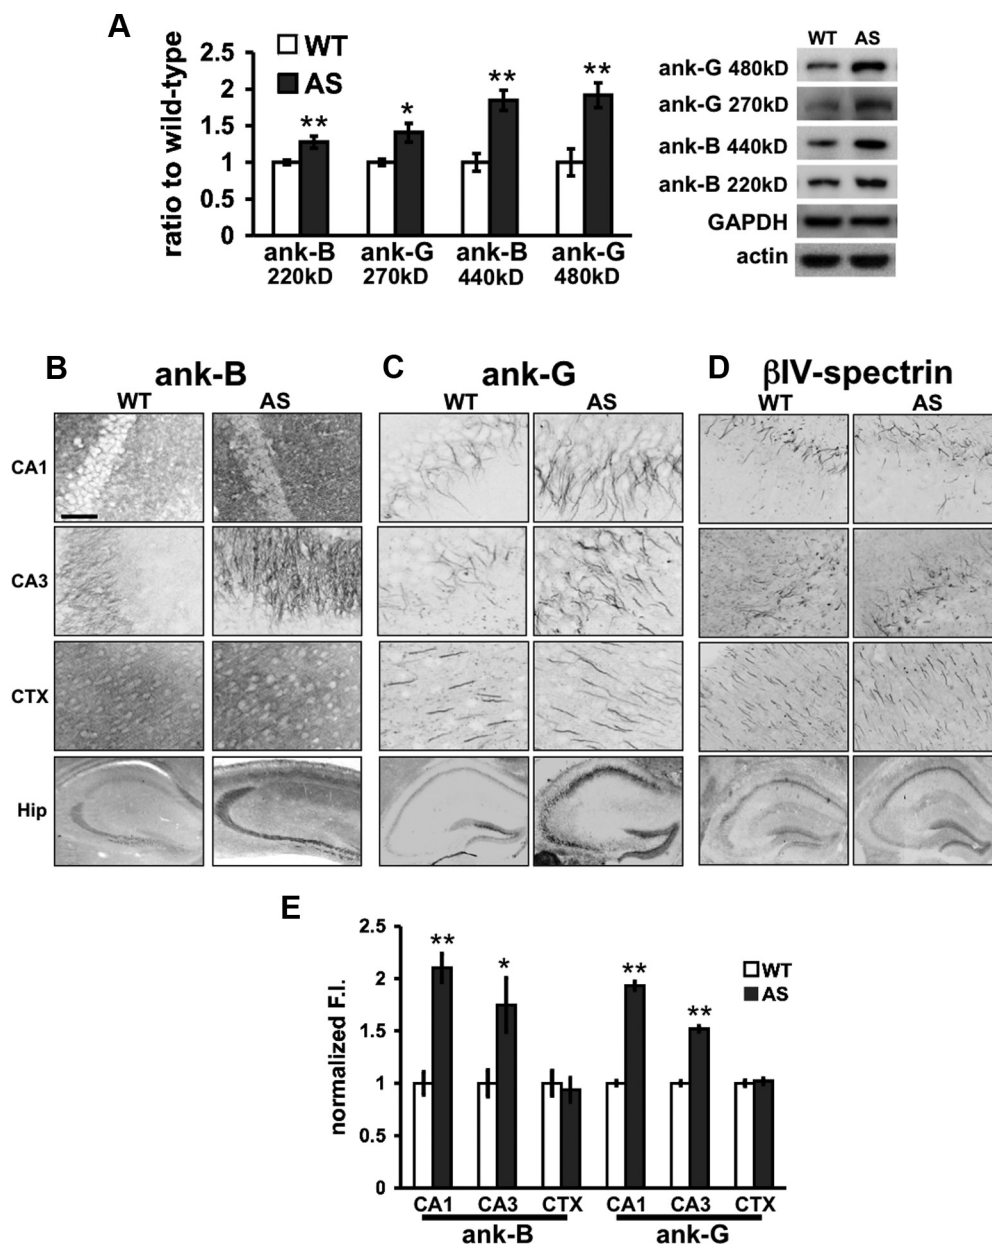 A
ratio to wild-type
2.5
2
1.5
1
0.5
0
WT
AS
**
*
**
**
ank-B
220kD
ank-G
270kD
ank-B
440kD
ank-G
480kD
WT AS
ank-G 480kD
ank-G 270kD
ank-B 440kD
ank-B 220kD
GAPDH
actin
B ank-B
WT AS
C ank-G
WT AS
D βIV-spectrin
WT AS
CA1
CA3
CTX
Hip
E
normalized F.I.
2.5
2
1.5
1
0.5
0
**
*
**
**
WT
AS
CA1 CA3 CTX CA1 CA3 CTX
ank-B ank-G